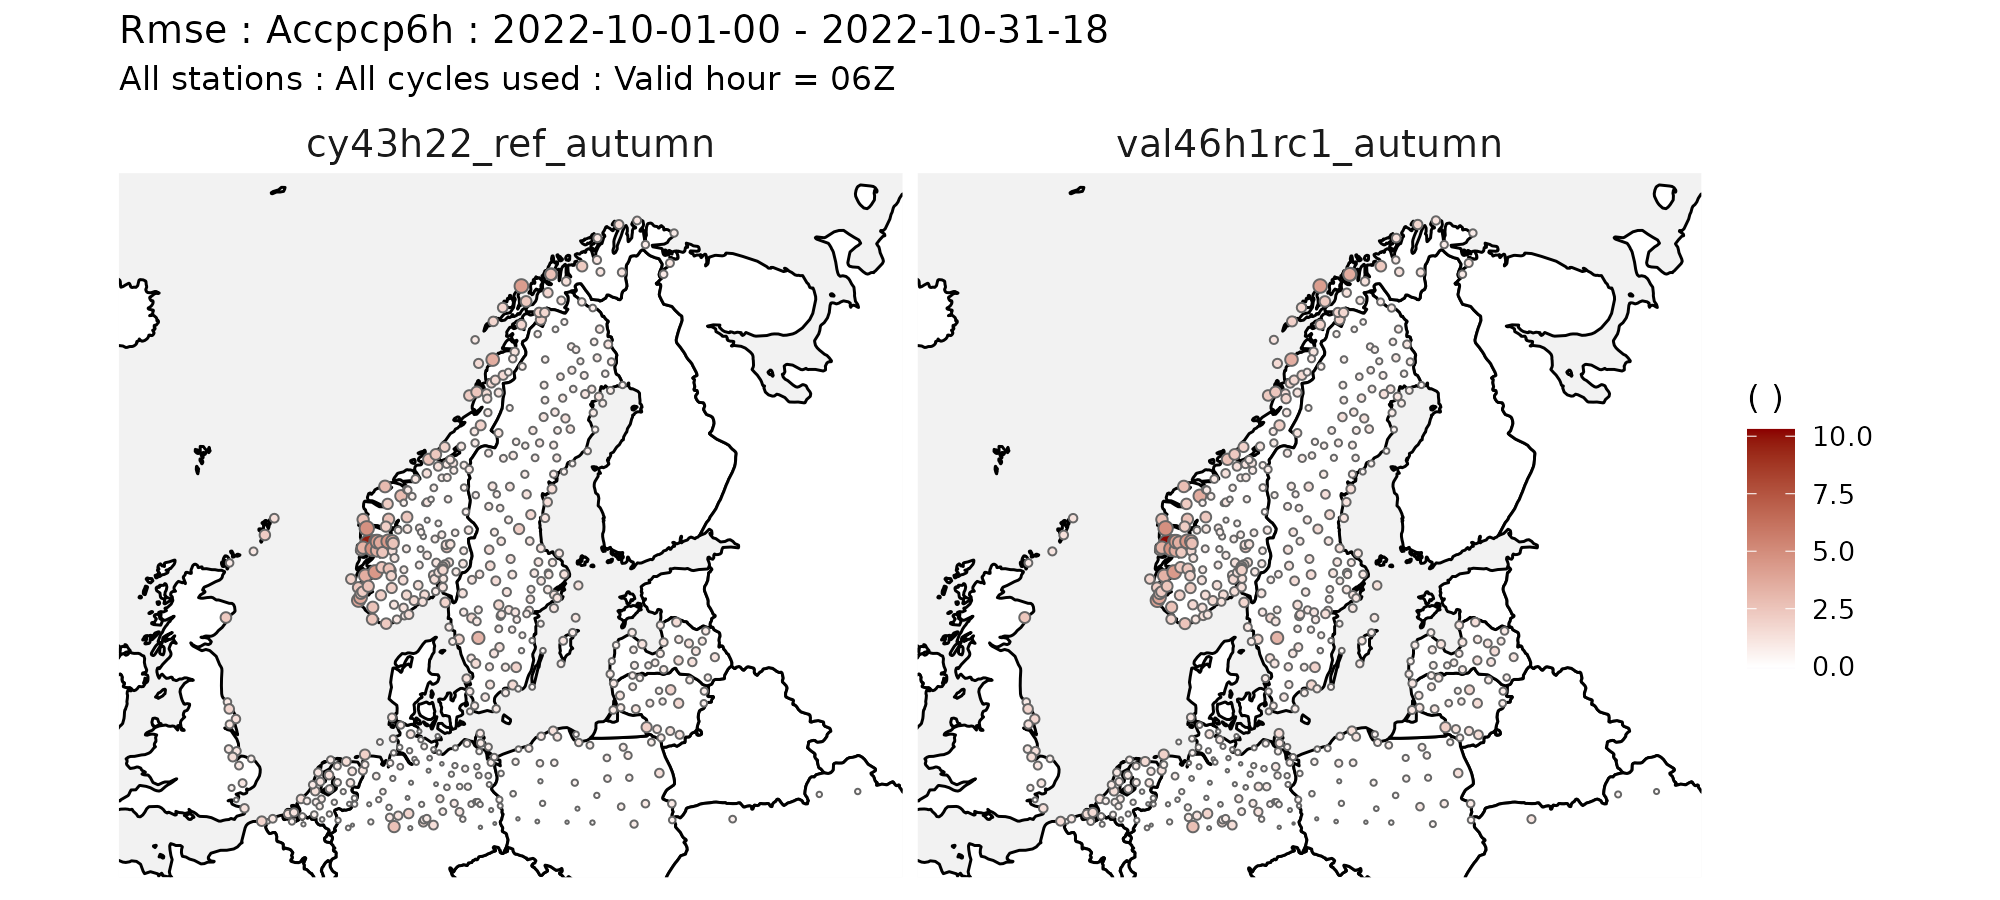 Rmse : Accpcp6h : 2022-10-01-00 - 2022-10-31-18
All stations : All cycles used : Valid hour = 06Z
cy43h22_ref_autumn
val46h1rc1_autumn
( )
10.0
7.5
5.0
2.5
0.0